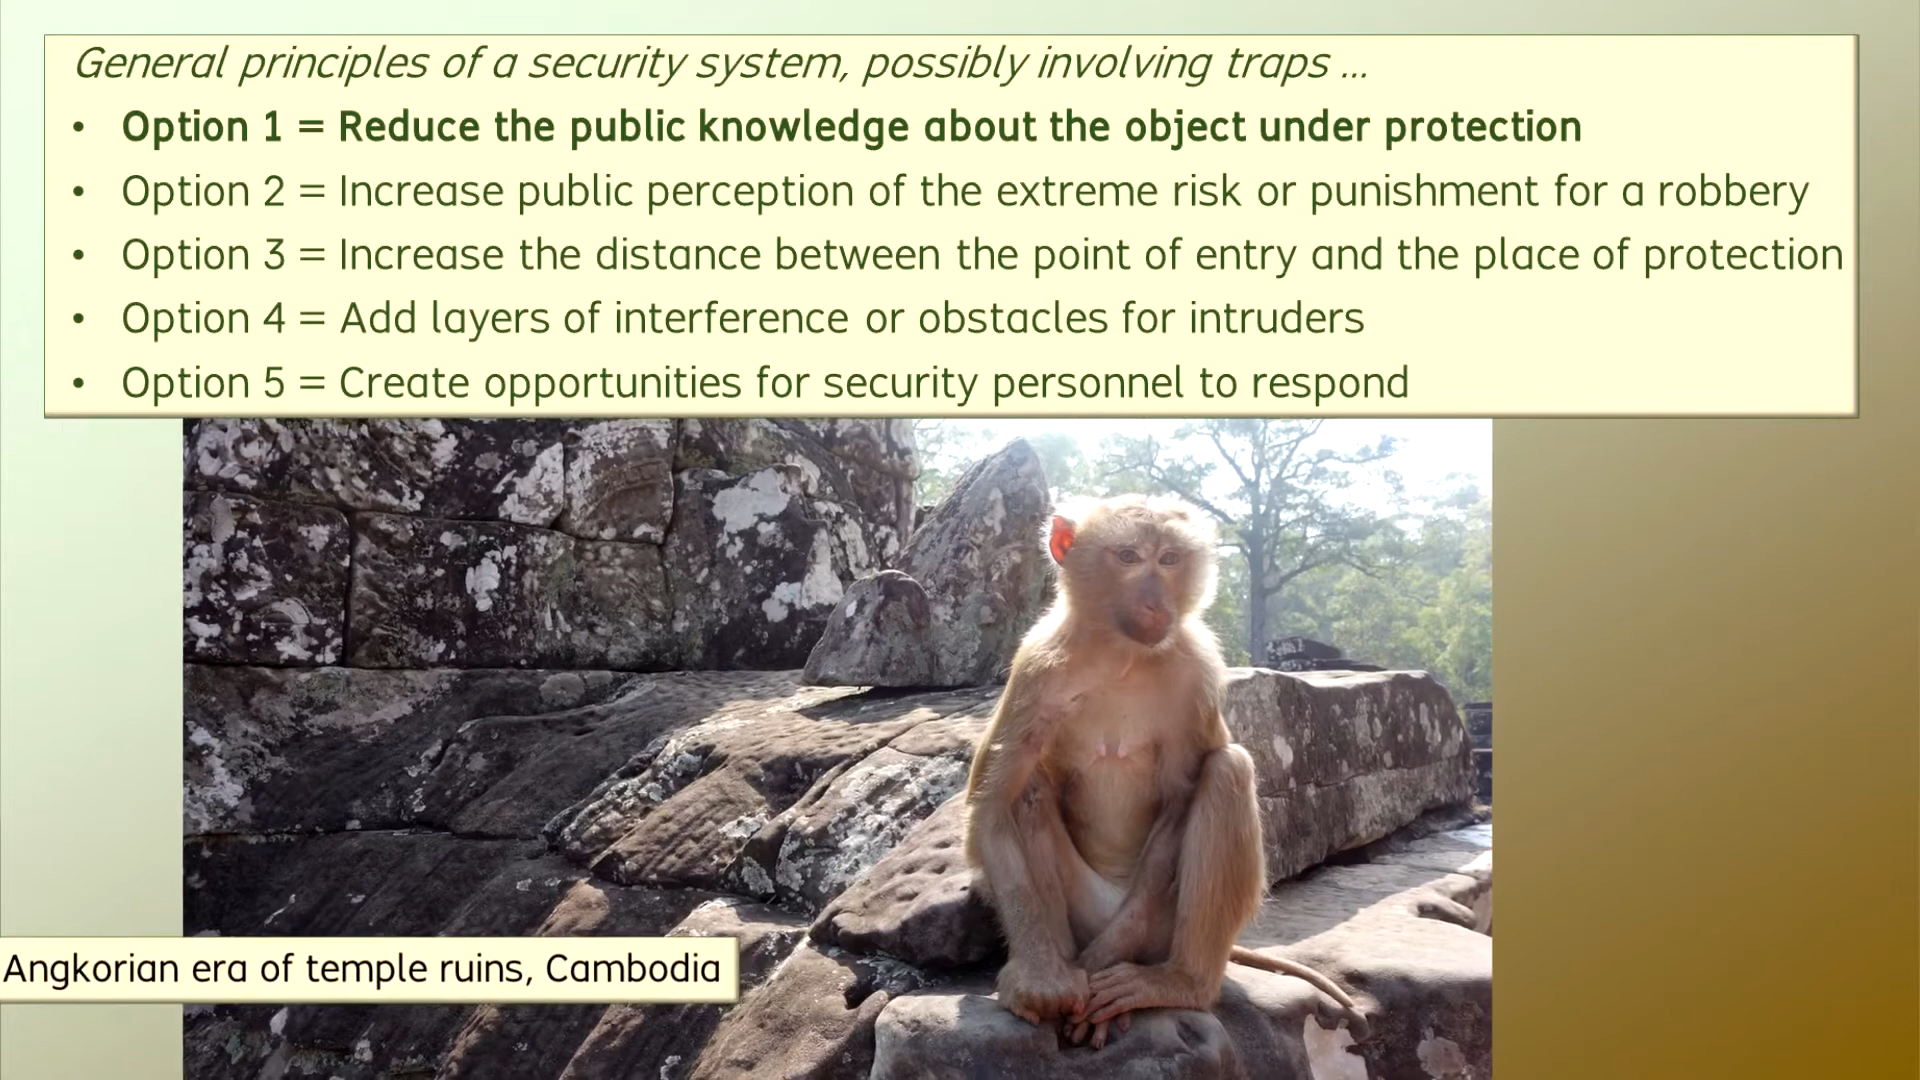 General principles of a security system, possibly involving traps ...
• Option 1 = Reduce the public knowledge about the object under protection
• Option 2 = Increase public perception of the extreme risk or punishment for a robbery
• Option 3 = Increase the distance between the point of entry and the place of protection
• Option 4 = Add layers of interference or obstacles for intruders
• Option 5 = Create opportunities for security personnel to respond
Angkorian era of temple ruins, Cambodia